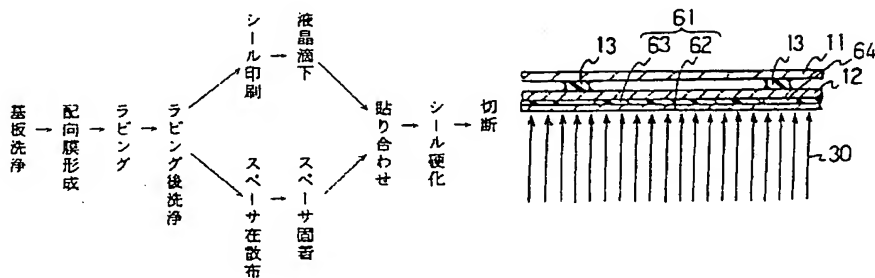 基板洗浄
配向膜形成
ラビング
ラビング後洗浄
シール印刷
液晶滴下
スペーサ在散布
スペーサ固着
貼り合わせ
シール硬化
切断
61
13
63
62
13
11
64
12
30